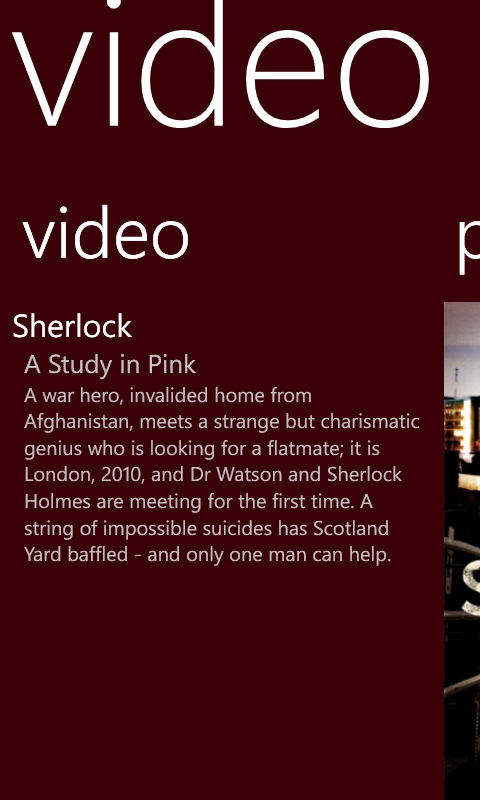 video
video
Sherlock
A Study in Pink
A war hero, invalided home from
Afghanistan, meets a strange but charismatic
genius who is looking for a flatmate; it is
London, 2010, and Dr Watson and Sherlock
Holmes are meeting for the first time. A
string of impossible suicides has Scotland
Yard baffled - and only one man can help.